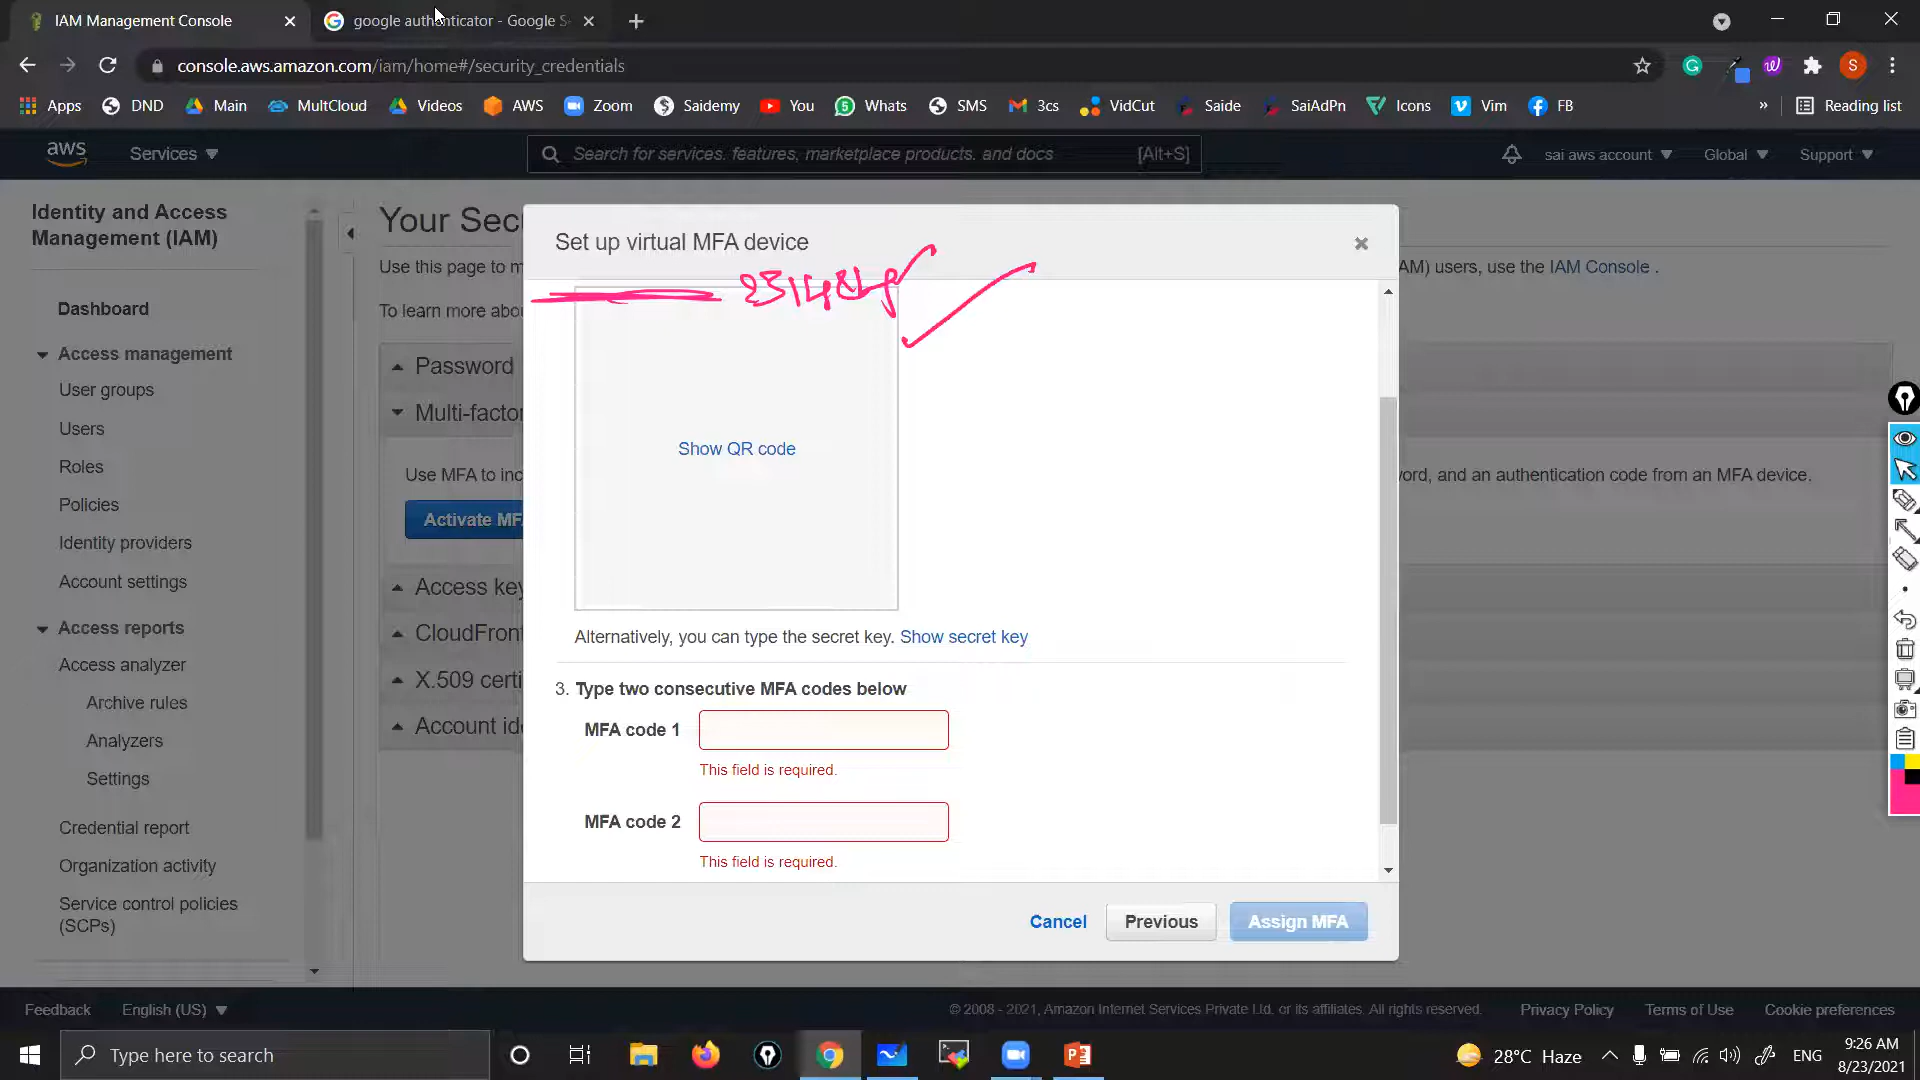 IAM Management Console
google authenticator - Google S
console.aws.amazon.com/iam/home#/security_credentials
S
Apps DND Main MultCloud Videos AWS Zoom Saidemy You Whats SMS 3cs VidCut Saide SaiAdPn Icons Vim FB » Reading list
aws Services Search for services, features, marketplace products, and docs [Alt+S] sai aws account Global Support
Identity and Access
Management (IAM)
Dashboard
Access management
User groups
Users
Roles
Policies
Identity providers
Account settings
Access reports
Access analyzer
Archive rules
Analyzers
Settings
Credential report
Organization activity
Service control policies
(SCPs)
Your Sec
Use this page to m
AM) users, use the IAM Console .
To learn more abou
Password
Multi-factor
Use MFA to inc
ord, and an authentication code from an MFA device.
Activate MF
Access key
CloudFront
X.509 certi
Account ide
Set up virtual MFA device
Show QR code
Alternatively, you can type the secret key. Show secret key
3. Type two consecutive MFA codes below
MFA code 1
This field is required.
MFA code 2
This field is required.
Cancel Previous Assign MFA
Feedback English (US) © 2008 - 2021, Amazon Internet Services Private Ltd. or its affiliates. All rights reserved. Privacy Policy Terms of Use Cookie preferences
Type here to search
28°C Haze
ENG
9:26 AM
8/23/2021